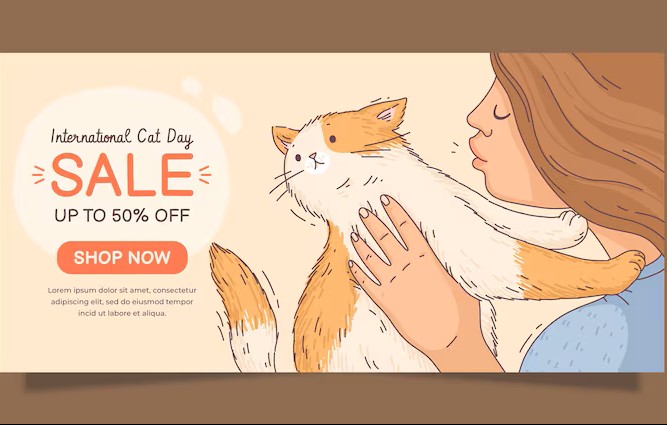 International Cat Day
SALE
UP TO 50% OFF
SHOP NOW
Lorem ipsum dolor sit amet, consectetur
adipiscing elit, sed do eiusmod tempor
incid ut labore et aliqua.